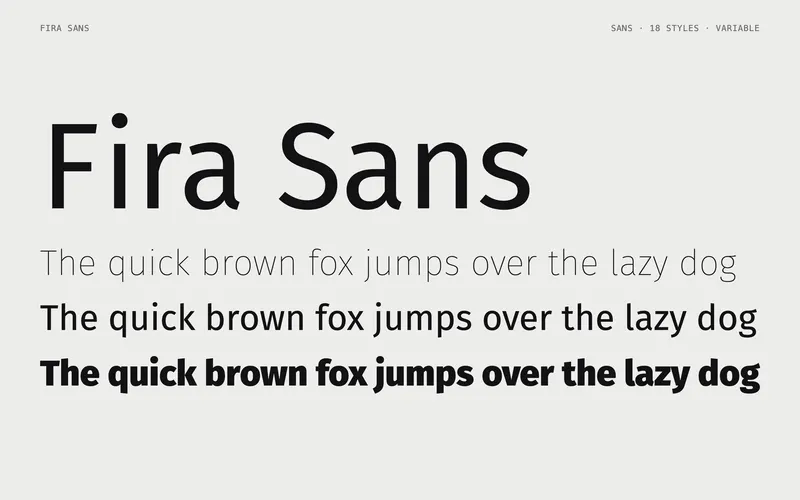 FIRA SANS
SANS · 18 STYLES · VARIABLE
Fira Sans
The quick brown fox jumps over the lazy dog
The quick brown fox jumps over the lazy dog
The quick brown fox jumps over the lazy dog